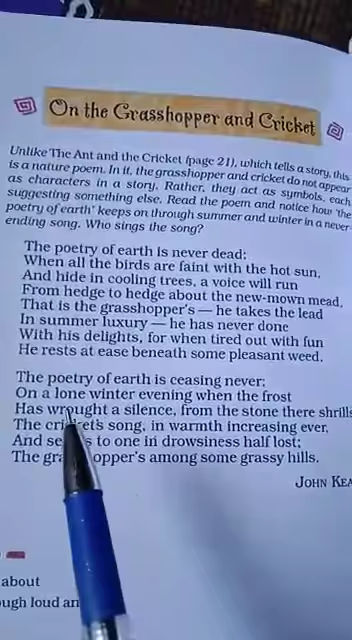 On the Grasshopper and Cricket
Unlike The Ant and the Cricket (page 21), which tells a story, this
is a nature poem. In it, the grasshopper and cricket do not appear
as characters in a story. Rather, they act as symbols, each
suggesting something else. Read the poem and notice how 'the
poetry of earth' keeps on through summer and winter in a never-
ending song. Who sings the song?
The poetry of earth is never dead;
When all the birds are faint with the hot sun,
And hide in cooling trees, a voice will run
From hedge to hedge about the new-mown mead,
That is the grasshopper's — he takes the lead
In summer luxury — he has never done
With his delights, for when tired out with fun
He rests at ease beneath some pleasant weed.
The poetry of earth is ceasing never;
On a lone winter evening when the frost
Has wrought a silence, from the stone there shrills
The cricket's song, in warmth increasing ever,
And to one in drowsiness half lost;
The among some grassy hills.
JOHN
about
loud